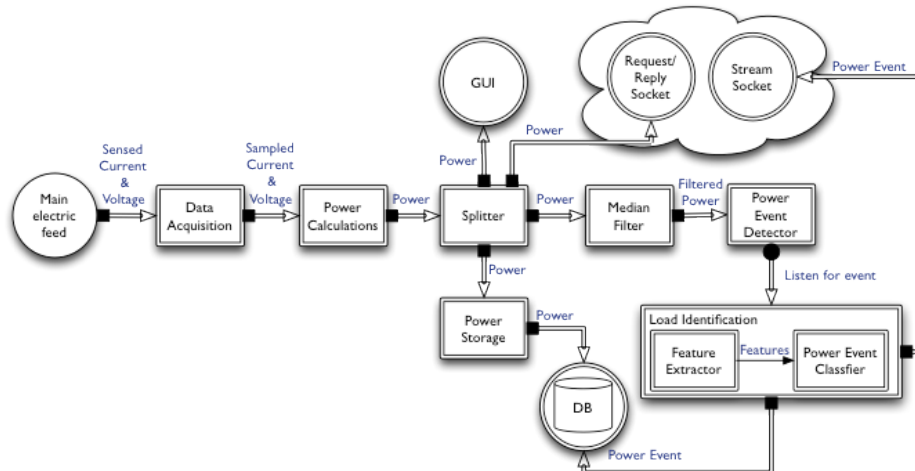 Request/
Reply
Socket
Stream
Socket
Power Event
GUI
Power
Power
Sensed
Current
&
Voltage
Sampled
Current
&
Voltage
Main
electric
feed
Data
Acquisition
Power
Calculations
Power
Splitter
Power
Median
Filter
Filtered
Power
Power
Event
Detector
Listen for event
Power
Power
Storage
Power
DB
Load Identification
Feature
Extractor
Features
Power Event
Classfier
Power Event